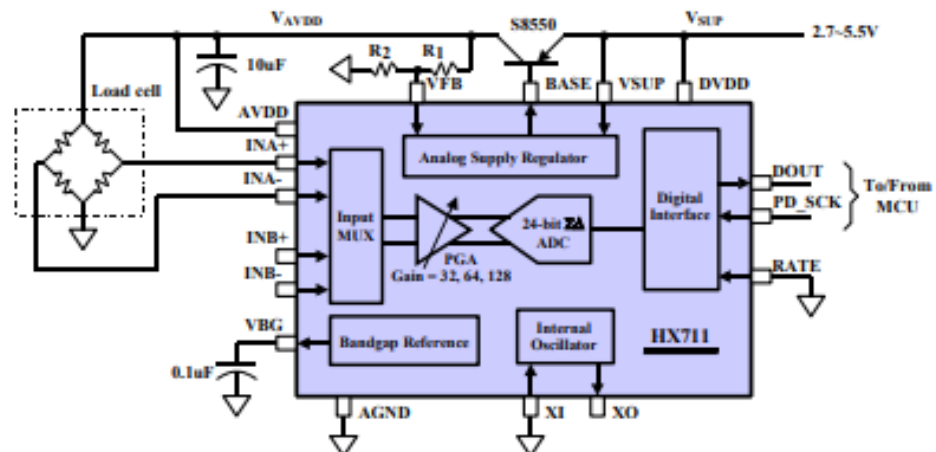 VAVDD
S8550
VSUP
2.7~5.5V
R2
R1
10uF
VFB
BASE
VSUP
DVDD
Load cell
AVDD
INA+
INA-
INB+
INB-
VBG
0.1uF
Analog Supply Regulator
Input
MUX
PGA
Gain = 32, 64, 128
24-bit ΣΔ
ADC
Digital
Interface
DOUT
PD_SCK
RATE
To/From
MCU
Bandgap Reference
Internal
Oscillator
HX711
AGND
XI
XO